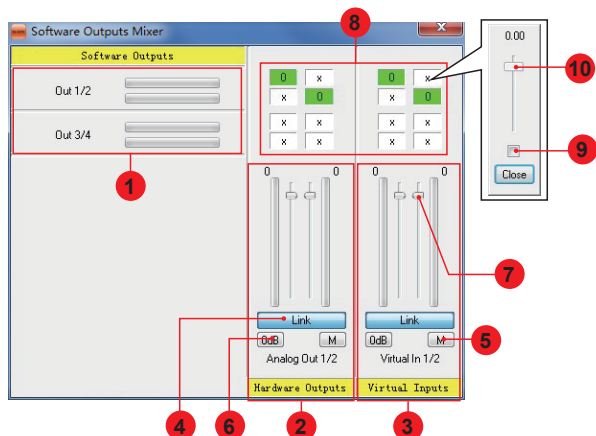 Software Outputs Mixer
x
Software Outputs
Out 1/2
Out 3/4
0 x
x 0
x x
x x
0 x
x 0
x x
x x
0 0
Link
0dB M
Analog Out 1/2
Hardware Outputs
0 0
Link
0dB M
Virtual In 1/2
Virtual Inputs
0.00
Close
8
10
9
1
7
5
4
6
2
3